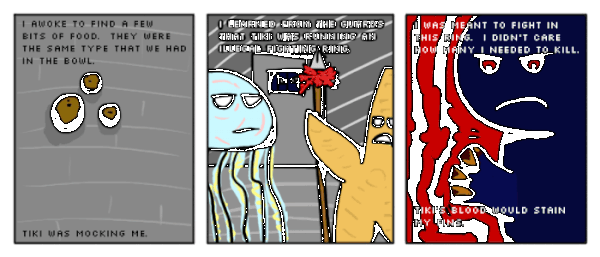 I AWOKE TO FIND A FEW
BITS OF FOOD. THEY WERE
THE SAME TYPE THAT WE HAD
IN THE BOWL.
TIKI WAS MOCKING ME.
I LEARNED FROM THE GUARDS
THAT TIKI WAS RUNNING AN
ILLEGAL FIGHTING RING.
I WAS MEANT TO FIGHT IN
THIS RING. I DIDN'T CARE
HOW MANY I NEEDED TO KILL.
TIKI'S BLOOD WOULD STAIN
MY FINS.